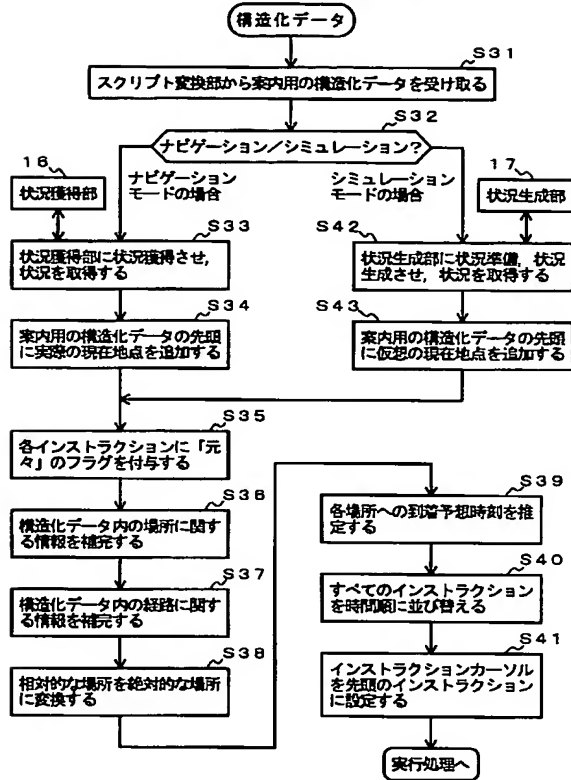 構造化データ
S31
スクリプト変換部から案内用の構造化データを受け取る
S32
ナビゲーション／シミュレーション？
16
状況獲得部
ナビゲーション
モードの場合
シミュレーション
モードの場合
17
状況生成部
S33
状況獲得部に状況獲得させ，
状況を取得する
S42
状況生成部に状況準備，状況
生成させ，状況を取得する
S34
案内用の構造化データの先頭
に実際の現在地点を追加する
S43
案内用の構造化データの先頭
に仮想の現在地点を追加する
S35
各インストラクションに「元
々」のフラグを付与する
S36
構造化データ内の場所に関す
る情報を補完する
S37
構造化データ内の経路に関す
る情報を補完する
S38
相対的な場所を絶対的な場所
に変換する
S39
各場所への到着予想時刻を推
定する
S40
すべてのインストラクション
を時間順に並び替える
S41
インストラクションカーソル
を先頭のインストラクション
に設定する
実行処理へ